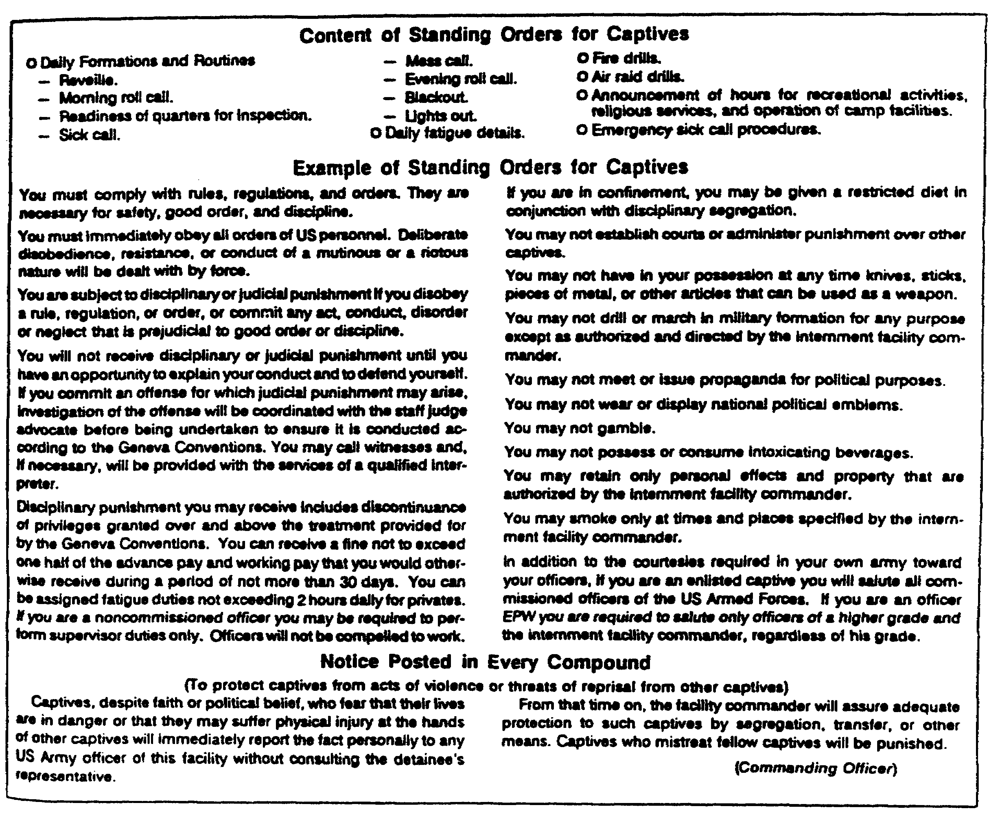 Content of Standing Orders for Captives
O Daily Formations and Routines
– Reveille.
– Morning roll call.
– Readiness of quarters for Inspection.
– Sick call.
– Mess call.
– Evening roll call.
– Blackout.
– Lights out.
O Daily fatigue details.
O Fire drills.
O Air raid drills.
O Announcement of hours for recreational activities,
religious services, and operation of camp facilities.
O Emergency sick call procedures.
Example of Standing Orders for Captives
You must comply with rules, regulations, and orders. They are
necessary for safety, good order, and discipline.
You must immediately obey all orders of US personnel. Deliberate
disobedience, resistance, or conduct of a mutinous or a riotous
nature will be dealt with by force.
You are subject to disciplinary or judicial punishment if you disobey
a rule, regulation, or order, or commit any act, conduct, disorder
or neglect that is prejudicial to good order or discipline.
You will not receive disciplinary or judicial punishment until you
have an opportunity to explain your conduct and to defend yourself.
If you commit an offense for which judicial punishment may arise,
investigation of the offense will be coordinated with the staff judge
advocate before being undertaken to ensure it is conducted ac-
cording to the Geneva Conventions. You may call witnesses and,
if necessary, will be provided with the services of a qualified inter-
preter.
Disciplinary punishment you may receive includes discontinuance
of privileges granted over and above the treatment provided for
by the Geneva Conventions. You can receive a fine not to exceed
one half of the advance pay and working pay that you would other-
wise receive during a period of not more than 30 days. You can
be assigned fatigue duties not exceeding 2 hours daily for privates.
If you are a noncommissioned officer you may be required to per-
form supervisor duties only. Officers will not be compelled to work.
If you are in confinement, you may be given a restricted diet in
conjunction with disciplinary segregation.
You may not establish courts or administer punishment over other
captives.
You may not have in your possession at any time knives, sticks,
pieces of metal, or other articles that can be used as a weapon.
You may not drill or march in military formation for any purpose
except as authorized and directed by the internment facility com-
mander.
You may not meet or issue propaganda for political purposes.
You may not wear or display national political emblems.
You may not gamble.
You may not possess or consume intoxicating beverages.
You may retain only personal effects and property that are
authorized by the internment facility commander.
You may smoke only at times and places specified by the intern-
ment facility commander.
In addition to the courtesies required in your own army toward
your officers, if you are an enlisted captive you will salute all com-
missioned officers of the US Armed Forces. If you are an officer
EPW you are required to salute only officers of a higher grade and
the internment facility commander, regardless of his grade.
Notice Posted in Every Compound
(To protect captives from acts of violence or threats of reprisal from other captives)
Captives, despite faith or political belief, who fear that their lives
are in danger or that they may suffer physical injury at the hands
of other captives will immediately report the fact personally to any
US Army officer of this facility without consulting the detainee's
representative.
From that time on, the facility commander will assure adequate
protection to such captives by segregation, transfer, or other
means. Captives who mistreat fellow captives will be punished.
(Commanding Officer)